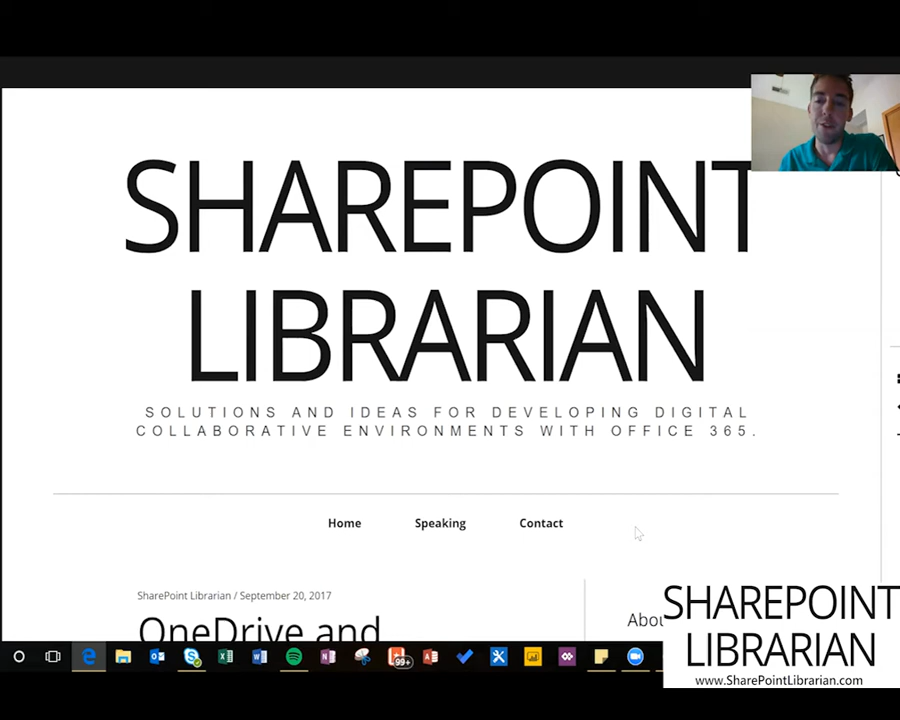 SHAREPOINT
LIBRARIAN
SOLUTIONS AND IDEAS FOR DEVELOPING DIGITAL
COLLABORATIVE ENVIRONMENTS WITH OFFICE 365.
Home Speaking Contact
SharePoint Librarian / September 20, 2017
OneDrive and
99+
SHAREPOINT
LIBRARIAN
www.SharePointLibrarian.com